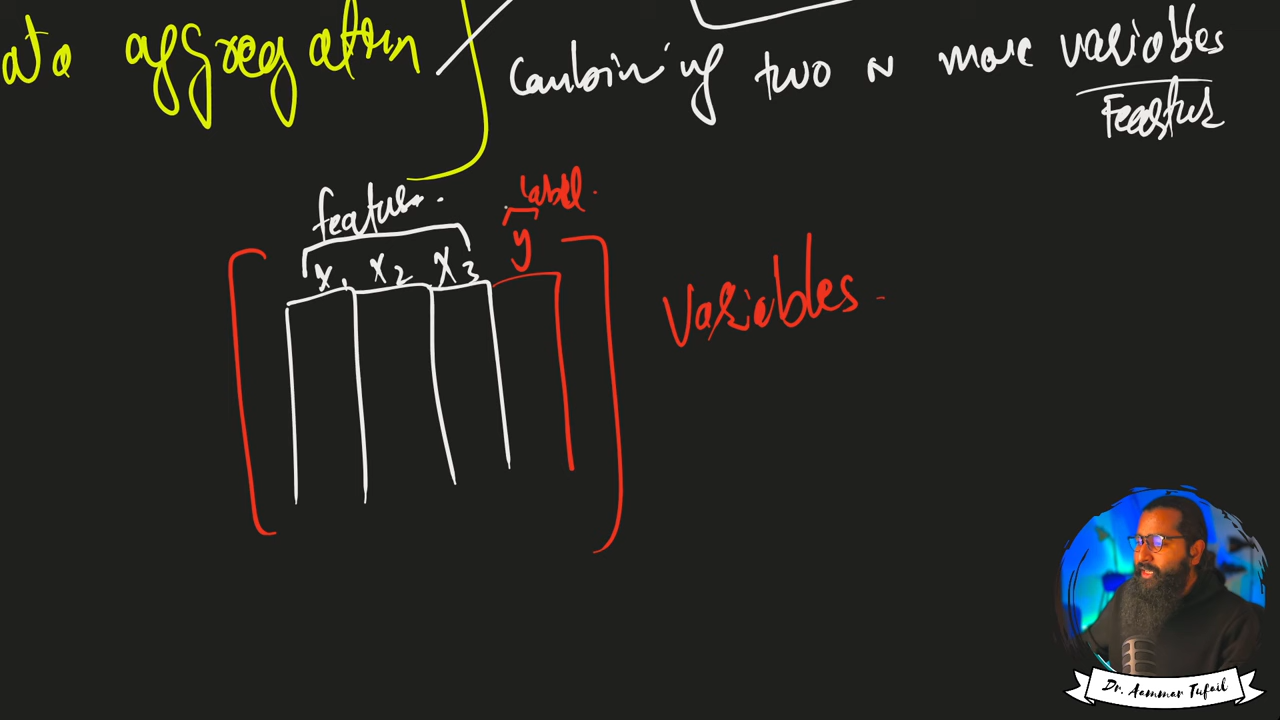 ata aggregation
Combining two or more variables
Features
features.
label.
x1 x2 x3 y
Variables.
Dr. Aammar Tufail